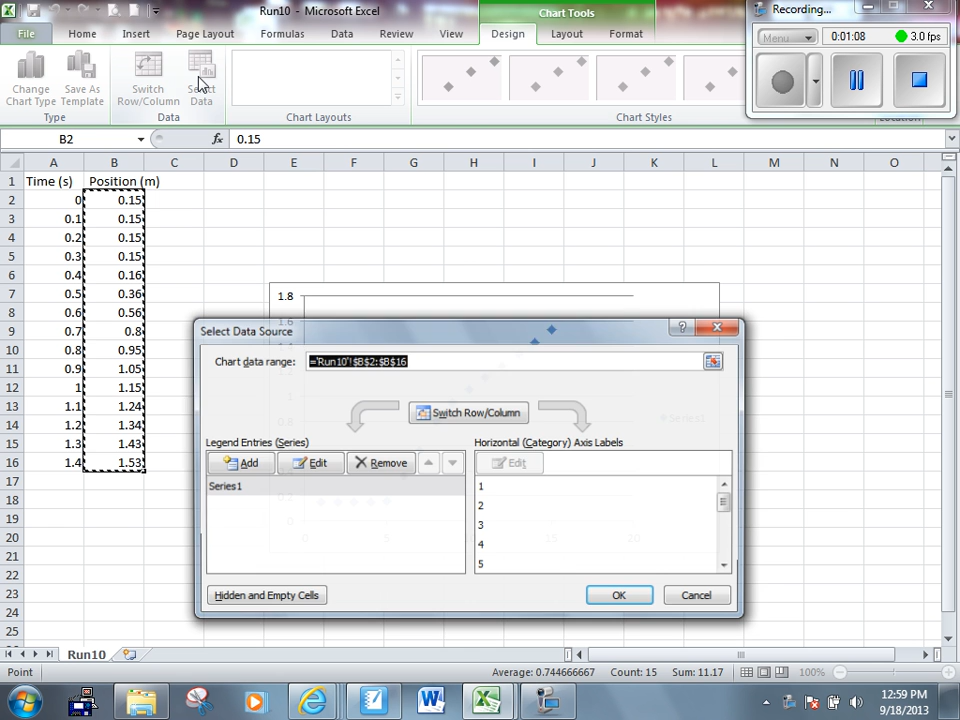 Run10 - Microsoft Excel
Chart Tools
Recording...
File Home Insert Page Layout Formulas Data Review View Design Layout Format
Menu 0:01:08 3.0 fps
Change Chart Type
Save As Template
Switch Row/Column
Select Data
Type Data Chart Layouts Chart Styles
B2 fx 0.15
A B C D E F G H I J K L M N O
1 Time (s) Position (m)
2 0 0.15
3 0.1 0.15
4 0.2 0.15
5 0.3 0.15
6 0.4 0.16
7 0.5 0.36
8 0.6 0.56
9 0.7 0.8
10 0.8 0.95
11 0.9 1.05
12 1 1.15
13 1.1 1.24
14 1.2 1.34
15 1.3 1.43
16 1.4 1.53
17
18
19
20
21
22
23
24
25
1.8
1.6
Select Data Source
Chart data range: ='Run10'!$B$2:$B$16
Switch Row/Column
Legend Entries (Series)
Add Edit Remove
Series1
Horizontal (Category) Axis Labels
Edit
1
2
3
4
5
Hidden and Empty Cells OK Cancel
Run10
Point Average: 0.744666667 Count: 15 Sum: 11.17 100%
12:59 PM
9/18/2013